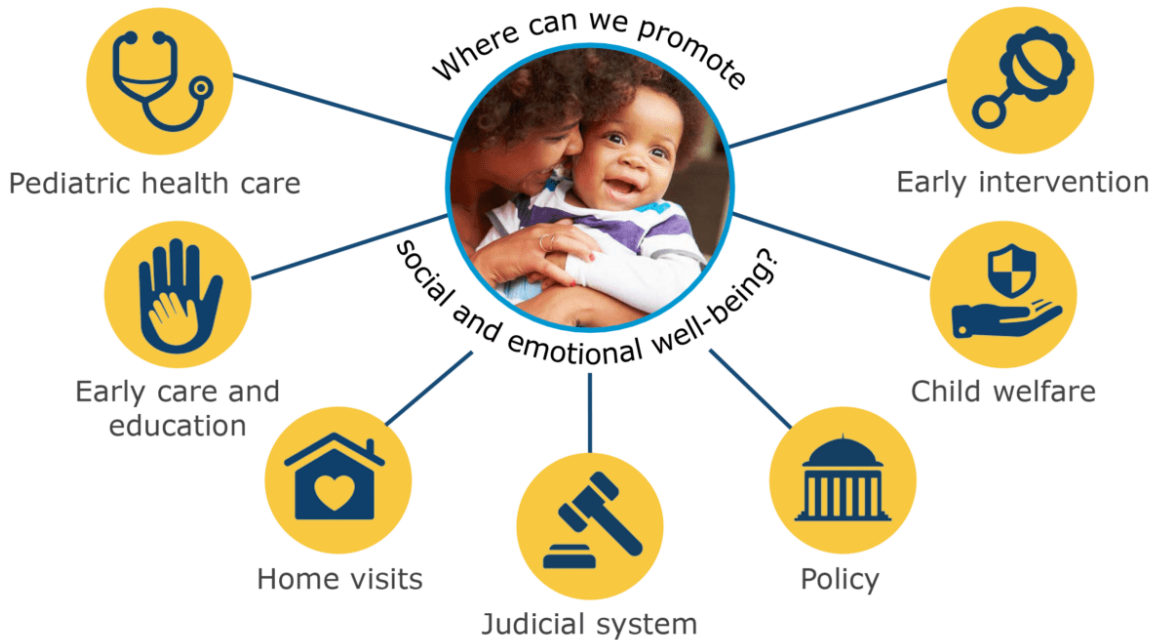 Where can we promote
social and emotional well-being?
Pediatric health care
Early care and
education
Home visits
Judicial system
Policy
Child welfare
Early intervention